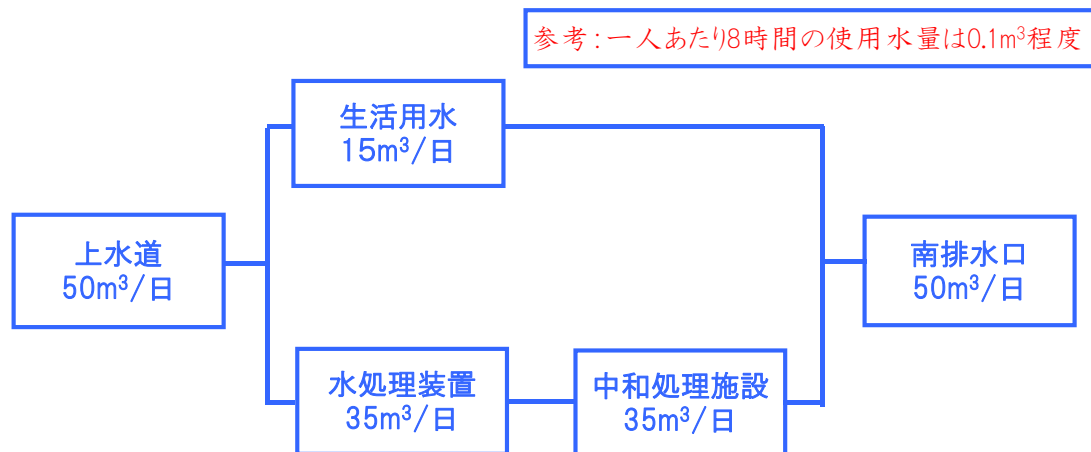 参考：一人あたり8時間の使用水量は0.1m³程度
生活用水
15m³/日
上水道
50m³/日
南排水口
50m³/日
水処理装置
35m³/日
中和処理施設
35m³/日